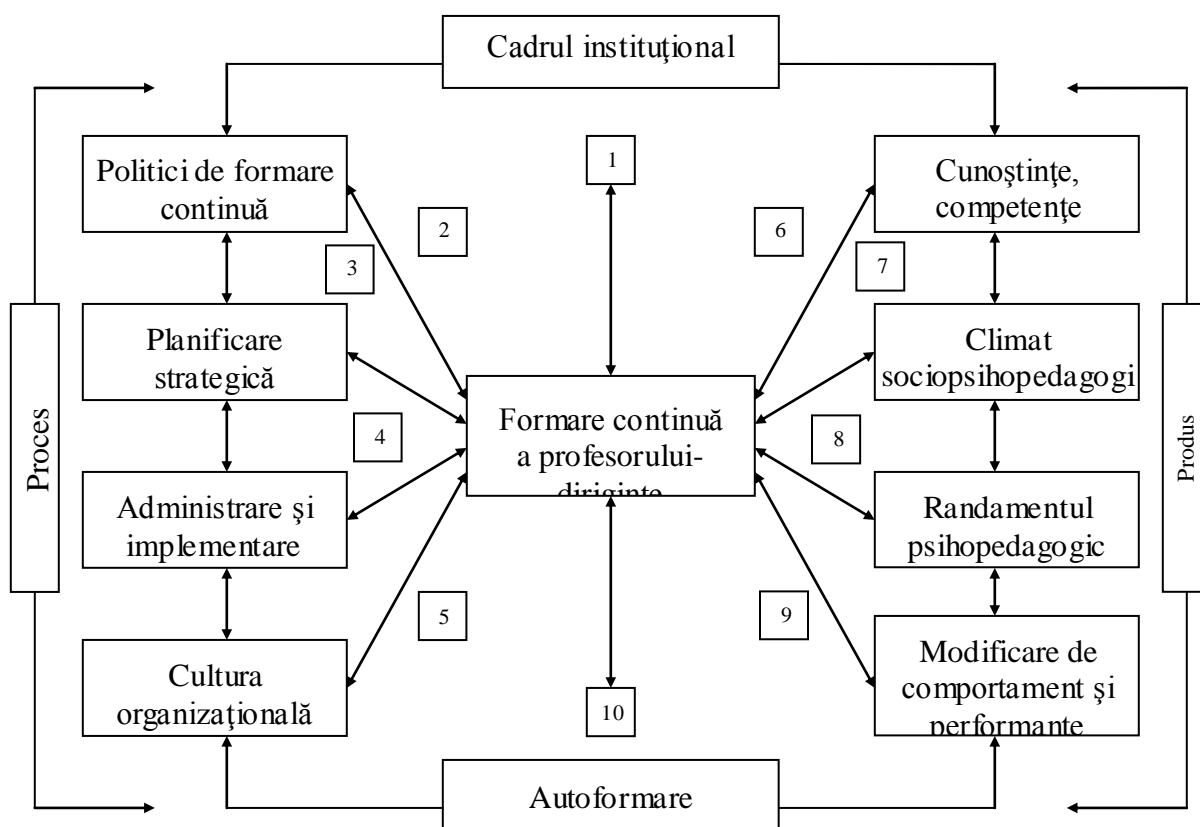 Cadrul instituţional
Politici de formare
continuă
1
Cunoştinţe,
competenţe
2
3
6
7
Proces
Planificare
strategică
Climat
sociopsihopedagogi
Produs
Formare continuă
a profesorului-
diriginte
4
8
Administrare şi
implementare
Randamentul
psihopedagogic
5
9
Cultura
organizaţională
Modificare de
comportament şi
performante
10
Autoformare